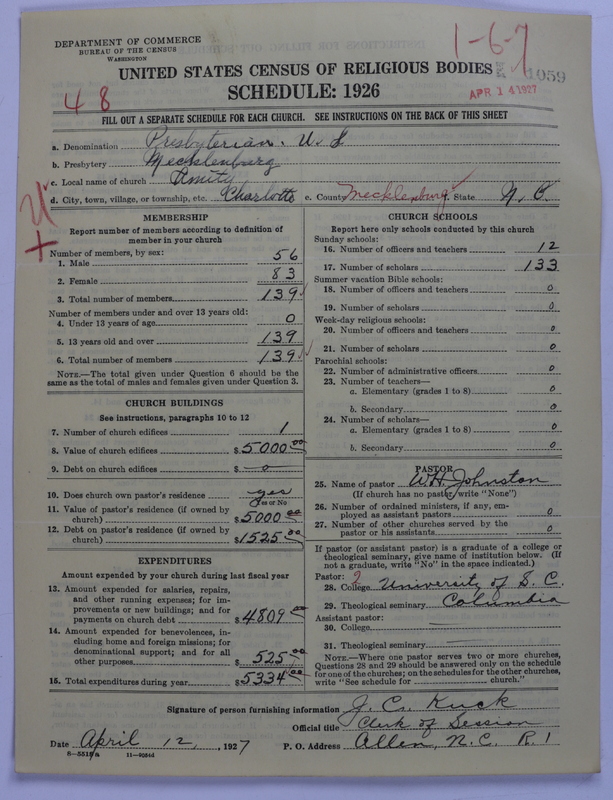 DEPARTMENT OF COMMERCE
BUREAU OF THE CENSUS
WASHINGTON
1-6-7
1059
APR 14 1927
48
UNITED STATES CENSUS OF RELIGIOUS BODIES
SCHEDULE: 1926
FILL OUT A SEPARATE SCHEDULE FOR EACH CHURCH. SEE INSTRUCTIONS ON THE BACK OF THIS SHEET
a. Denomination Presbyterian. U.S
b. Presbytery Mecklenburg
c. Local name of church Amity
d. City, town, village, or township, etc. Charlotte e. County Mecklenburg State N. C.
MEMBERSHIP
Report number of members according to definition of
member in your church
Number of members, by sex:
1. Male 56
2. Female 83
3. Total number of members 139
Number of members under and over 13 years old:
4. Under 13 years of age 0
5. 13 years old and over 139
6. Total number of members 139
NOTE.—The total given under Question 6 should be
same as the total of males and females given under Question 3.
CHURCH BUILDINGS
See instructions, paragraphs 10 to 12
7. Number of church edifices 1
8. Value of church edifices $5000.00
9. Debt on church edifices $ 0
10. Does church own pastor's residence yes
Yes or No
11. Value of pastor's residence (if owned by
church) $5000.00
12. Debt on pastor's residence (if owned by
church) $1525.00
EXPENDITURES
Amount expended by your church during last fiscal year
13. Amount expended for salaries, repairs,
and other running expenses; for im-
provements or new buildings; and for
payments on church debt $4809.00
14. Amount expended for benevolences, in-
cluding home and foreign missions; for
denominational support; and for all
other purposes $ 525.00
15. Total expenditures during year $5334.00
CHURCH SCHOOLS
Report here only schools conducted by this church
Sunday schools:
16. Number of officers and teachers 12
17. Number of scholars 133
Summer vacation Bible schools:
18. Number of officers and teachers 0
19. Number of scholars 0
Week-day religious schools:
20. Number of officers and teachers 0
21. Number of scholars 0
Parochial schools:
22. Number of administrative officers 0
23. Number of teachers—
a. Elementary (grades 1 to 8) 0
b. Secondary 0
24. Number of scholars—
a. Elementary (grades 1 to 8) 0
b. Secondary 0
PASTOR
25. Name of pastor W.H. Johnston
(If church has no pastor, write "None")
26. Number of ordained ministers, if any, em-
ployed as assistant pastors 0
27. Number of other churches served by the
pastor or his assistants 0
If pastor (or assistant pastor) is a graduate of a college or
theological seminary, give name of institution below. (If
not a graduate, write "No" in the space indicated.)
Pastor: 2
28. College University of S. C.
29. Theological seminary Columbia
Assistant pastor:
30. College
31. Theological seminary
NOTE.—Where one pastor serves two or more churches,
Questions 28 and 29 should be answered only on the schedule
for one of the churches; on the schedules for the other churches,
write "See schedule for church."
Signature of person furnishing information J. C. Kuck
Official title Clerk of Session
Date April 12, 1927 P. O. Address Allen, N.C. R. 1
8—5518a 11—9094d